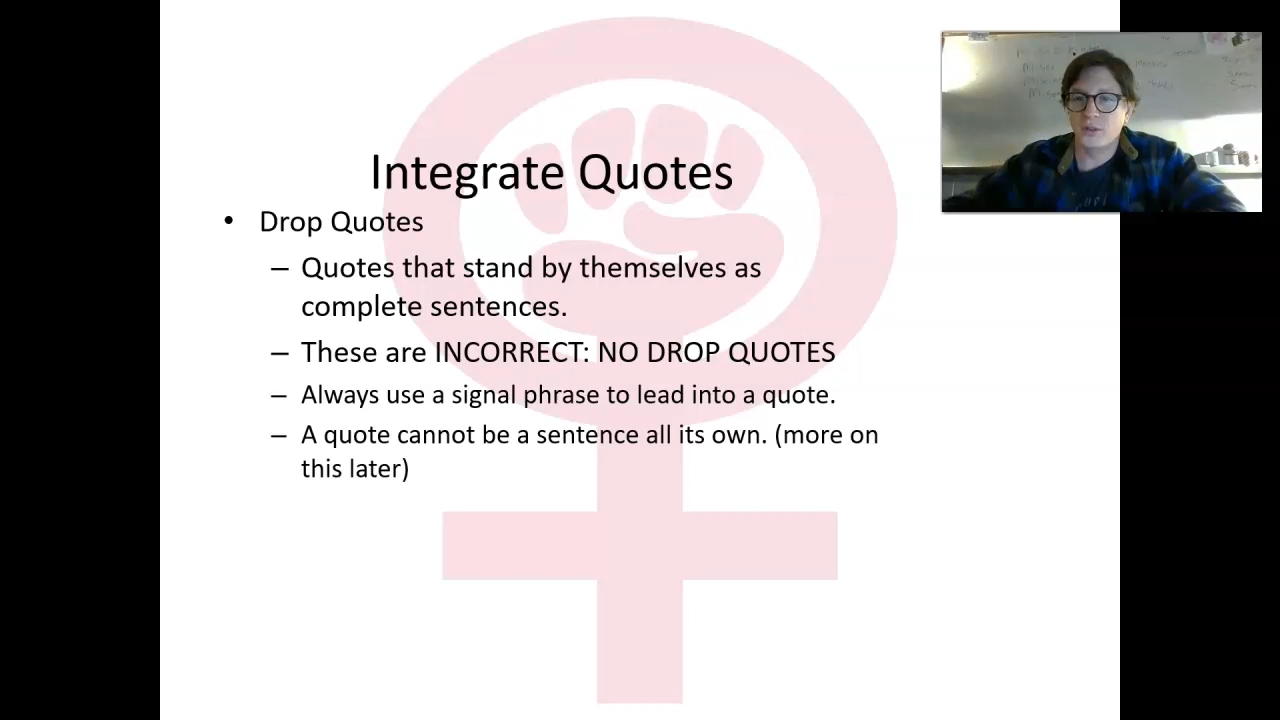 Integrate Quotes
• Drop Quotes
– Quotes that stand by themselves as
complete sentences.
– These are INCORRECT: NO DROP QUOTES
– Always use a signal phrase to lead into a quote.
– A quote cannot be a sentence all its own. (more on
this later)